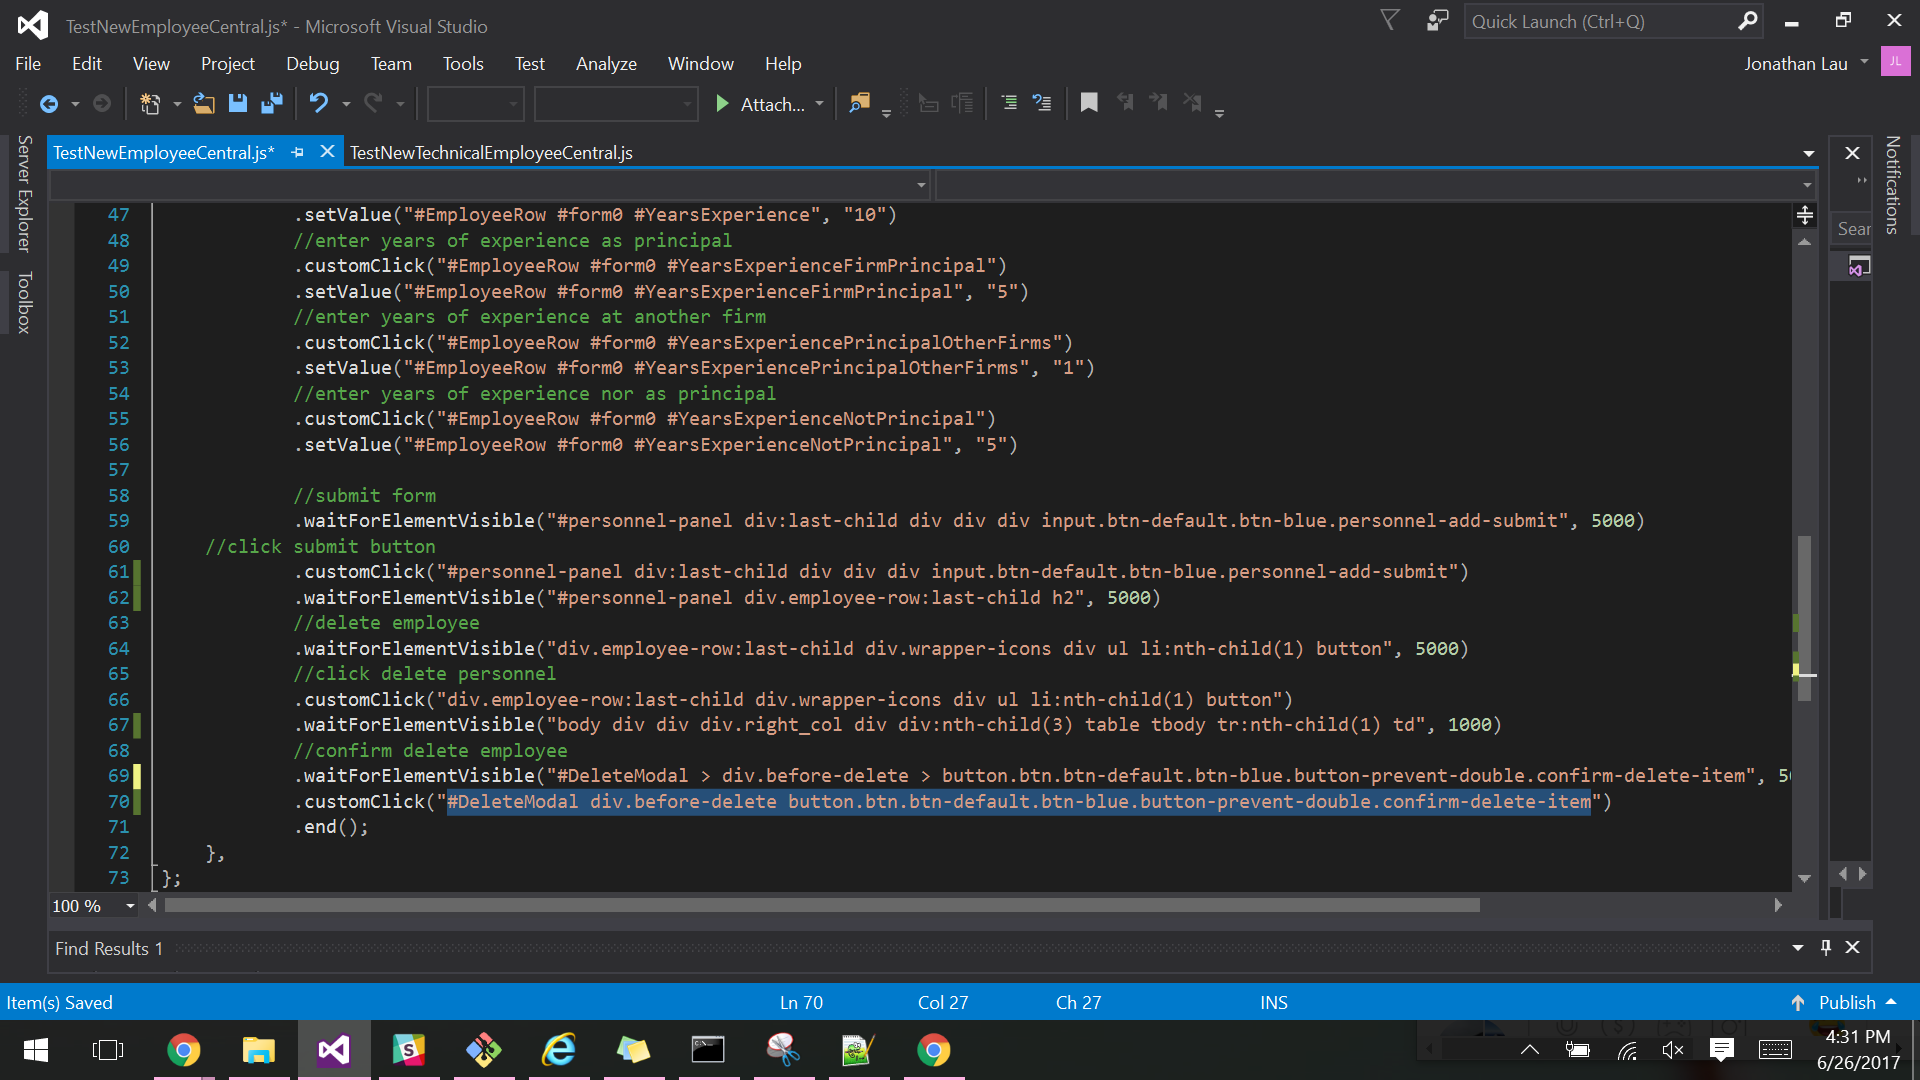 TestNewEmployeeCentral.js* - Microsoft Visual Studio
Quick Launch (Ctrl+Q)
File Edit View Project Debug Team Tools Test Analyze Window Help
Jonathan Lau
JL
Attach...
Server Explorer
Toolbox
TestNewEmployeeCentral.js*
TestNewTechnicalEmployeeCentral.js
Notifications
Sear
47 .setValue("#EmployeeRow #form0 #YearsExperience", "10")
48 //enter years of experience as principal
49 .customClick("#EmployeeRow #form0 #YearsExperienceFirmPrincipal")
50 .setValue("#EmployeeRow #form0 #YearsExperienceFirmPrincipal", "5")
51 //enter years of experience at another firm
52 .customClick("#EmployeeRow #form0 #YearsExperiencePrincipalOtherFirms")
53 .setValue("#EmployeeRow #form0 #YearsExperiencePrincipalOtherFirms", "1")
54 //enter years of experience nor as principal
55 .customClick("#EmployeeRow #form0 #YearsExperienceNotPrincipal")
56 .setValue("#EmployeeRow #form0 #YearsExperienceNotPrincipal", "5")
57
58 //submit form
59 .waitForElementVisible("#personnel-panel div:last-child div div div input.btn-default.btn-blue.personnel-add-submit", 5000)
60 //click submit button
61 .customClick("#personnel-panel div:last-child div div div input.btn-default.btn-blue.personnel-add-submit")
62 .waitForElementVisible("#personnel-panel div.employee-row:last-child h2", 5000)
63 //delete employee
64 .waitForElementVisible("div.employee-row:last-child div.wrapper-icons div ul li:nth-child(1) button", 5000)
65 //click delete personnel
66 .customClick("div.employee-row:last-child div.wrapper-icons div ul li:nth-child(1) button")
67 .waitForElementVisible("body div div div.right_col div div:nth-child(3) table tbody tr:nth-child(1) td", 1000)
68 //confirm delete employee
69 .waitForElementVisible("#DeleteModal > div.before-delete > button.btn.btn-default.btn-blue.button-prevent-double.confirm-delete-item", 5
70 .customClick("#DeleteModal div.before-delete button.btn.btn-default.btn-blue.button-prevent-double.confirm-delete-item")
71 .end();
72 },
73 };
100 %
Find Results 1
Item(s) Saved
Ln 70
Col 27
Ch 27
INS
Publish
4:31 PM
6/26/2017